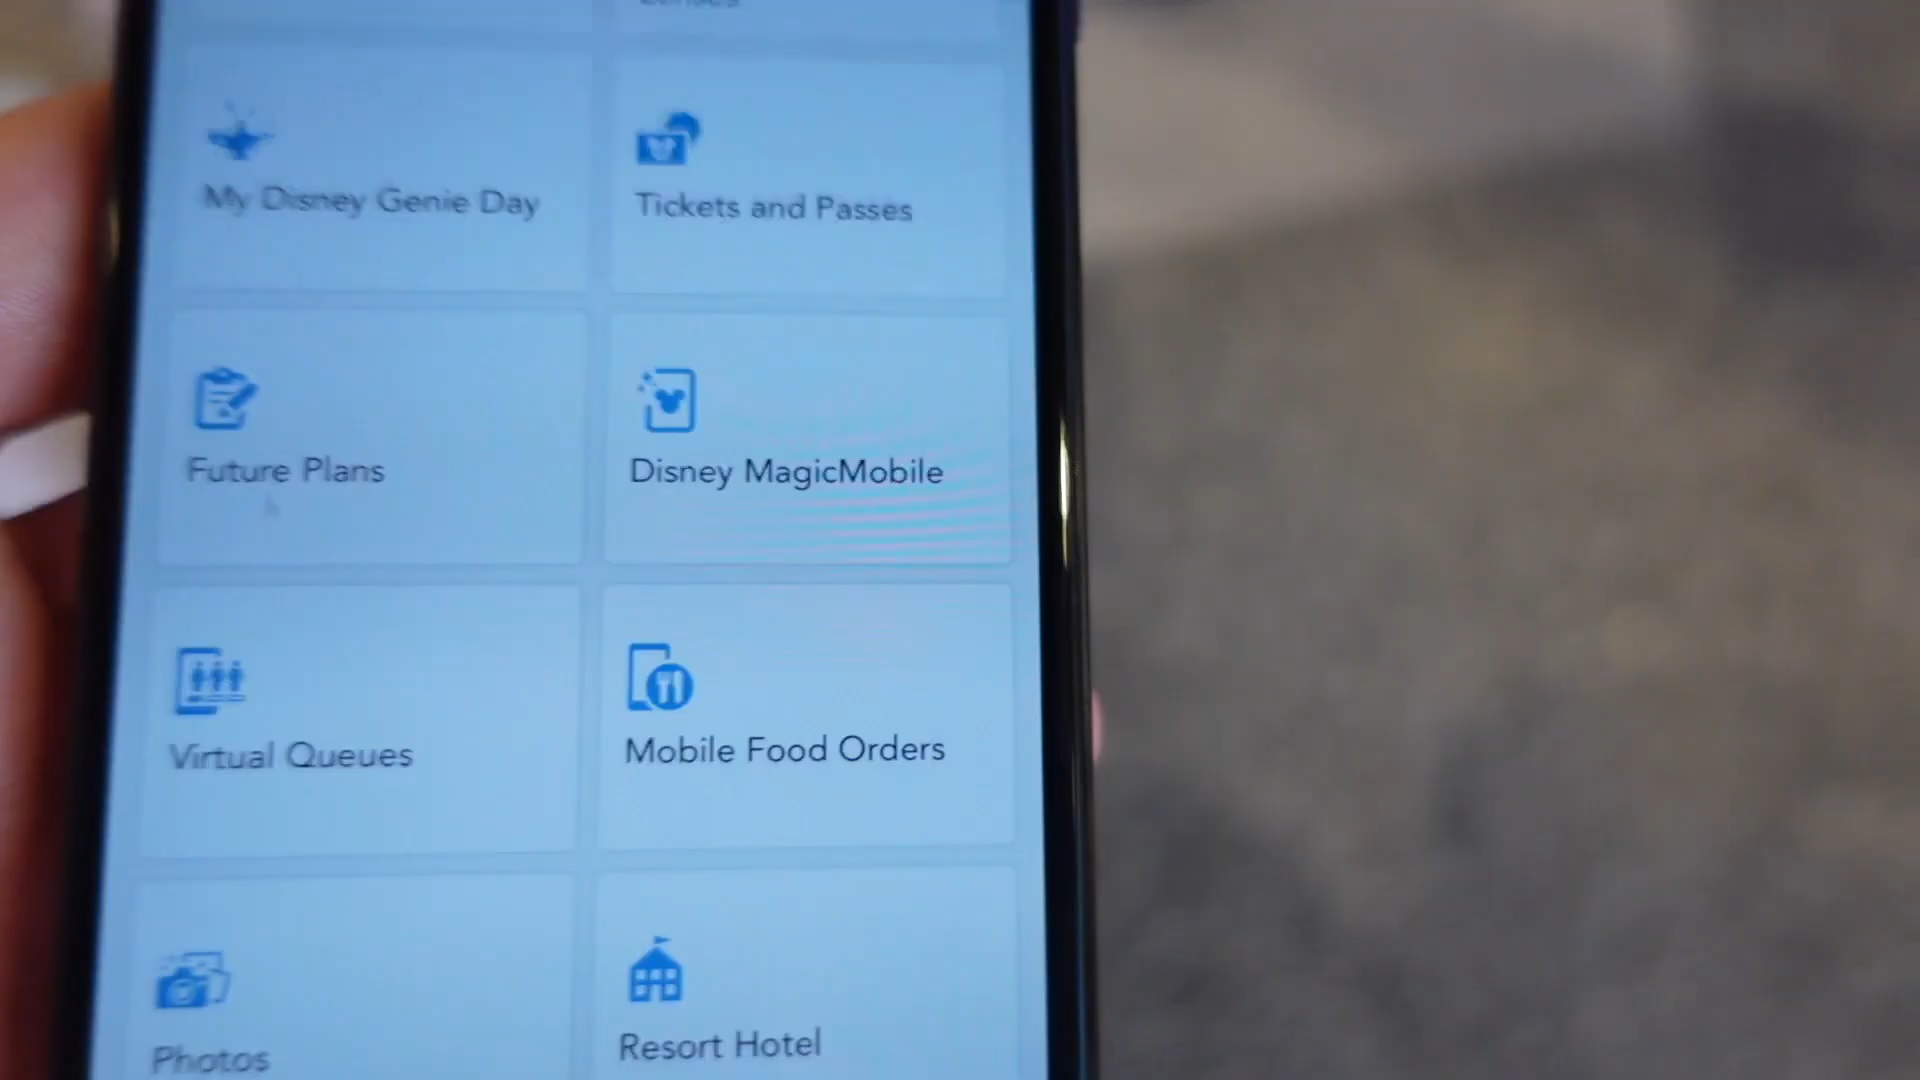 My Disney Genie Day
Tickets and Passes
Future Plans
Disney MagicMobile
Virtual Queues
Mobile Food Orders
Photos
Resort Hotel